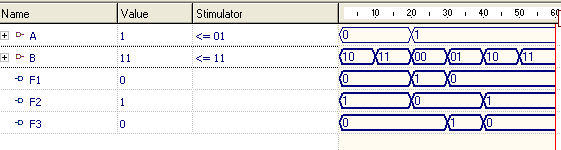 Name Value Stimulator 10 20 30 40 50 60
A 1 <= 01 0 1
B 11 <= 11 10 11 00 01 10 11
F1 0 0 1 0
F2 1 1 0 1
F3 0 0 1 0